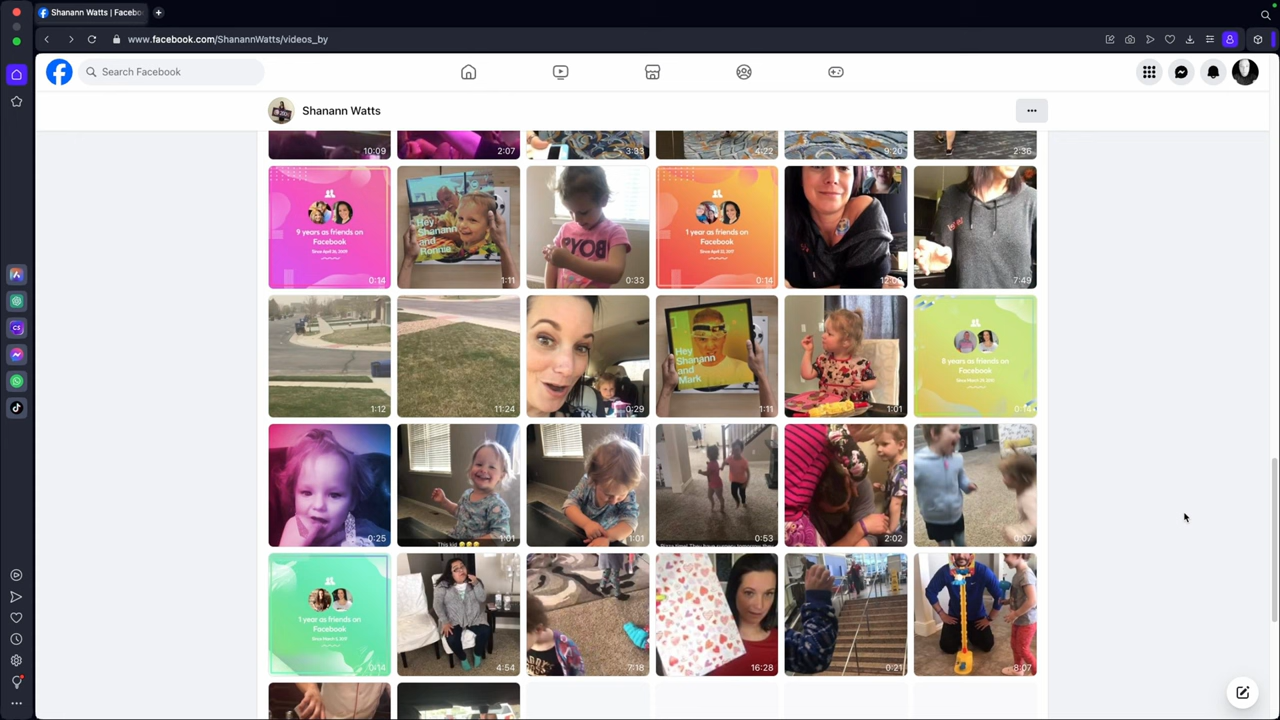 Shanann Watts | Facebo
www.facebook.com/ShanannWatts/videos_by
Search Facebook
Shanann Watts
10:09
2:07
3:33
4:22
9:20
2:36
9 years as friends on
Facebook
0:14
Hey
Shanann
and
Ronnie
1:11
0:33
1 year as friends on
Facebook
0:14
7:49
1:12
11:24
0:29
Hey
Shanann
and
Mark
1:11
1:01
8 years as friends on
Facebook
0:14
0:25
This kid
1:01
1:01
0:53
2:02
0:07
1 year as friends on
Facebook
0:14
4:54
7:18
16:28
0:21
8:07